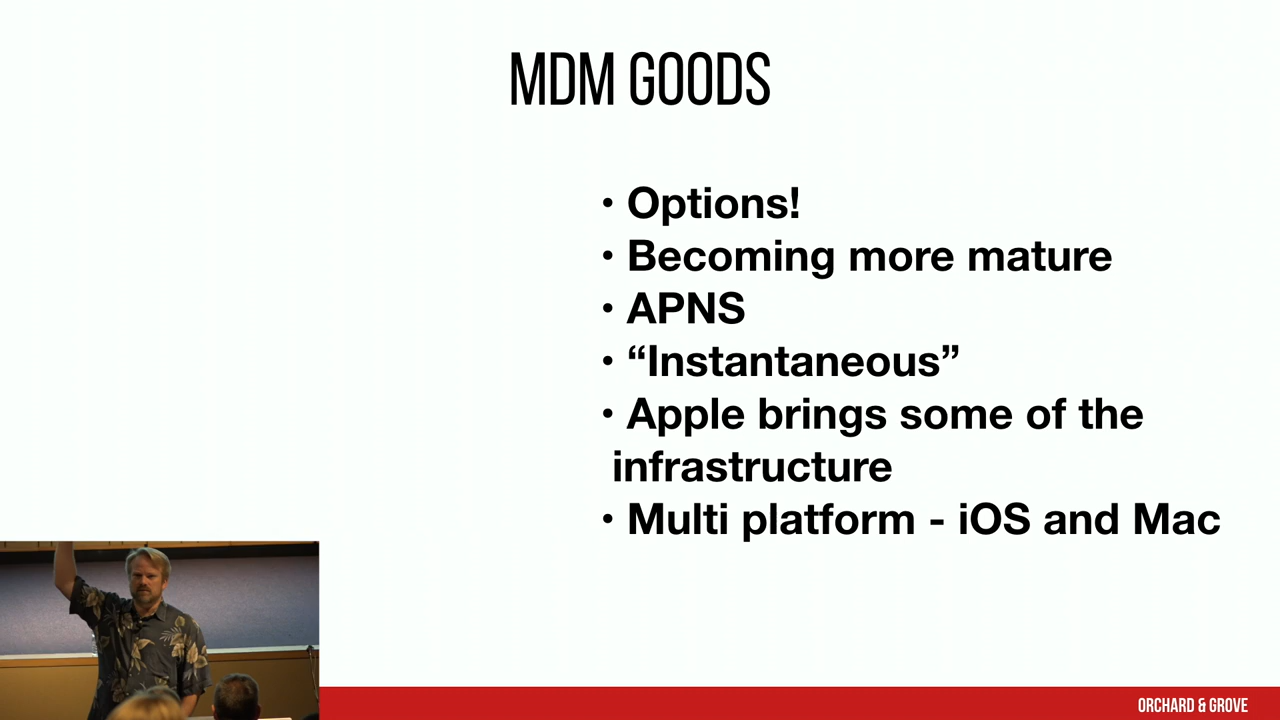 MDM GOODS
• Options!
• Becoming more mature
• APNS
• “Instantaneous”
• Apple brings some of the
infrastructure
• Multi platform - iOS and Mac
ORCHARD & GROVE